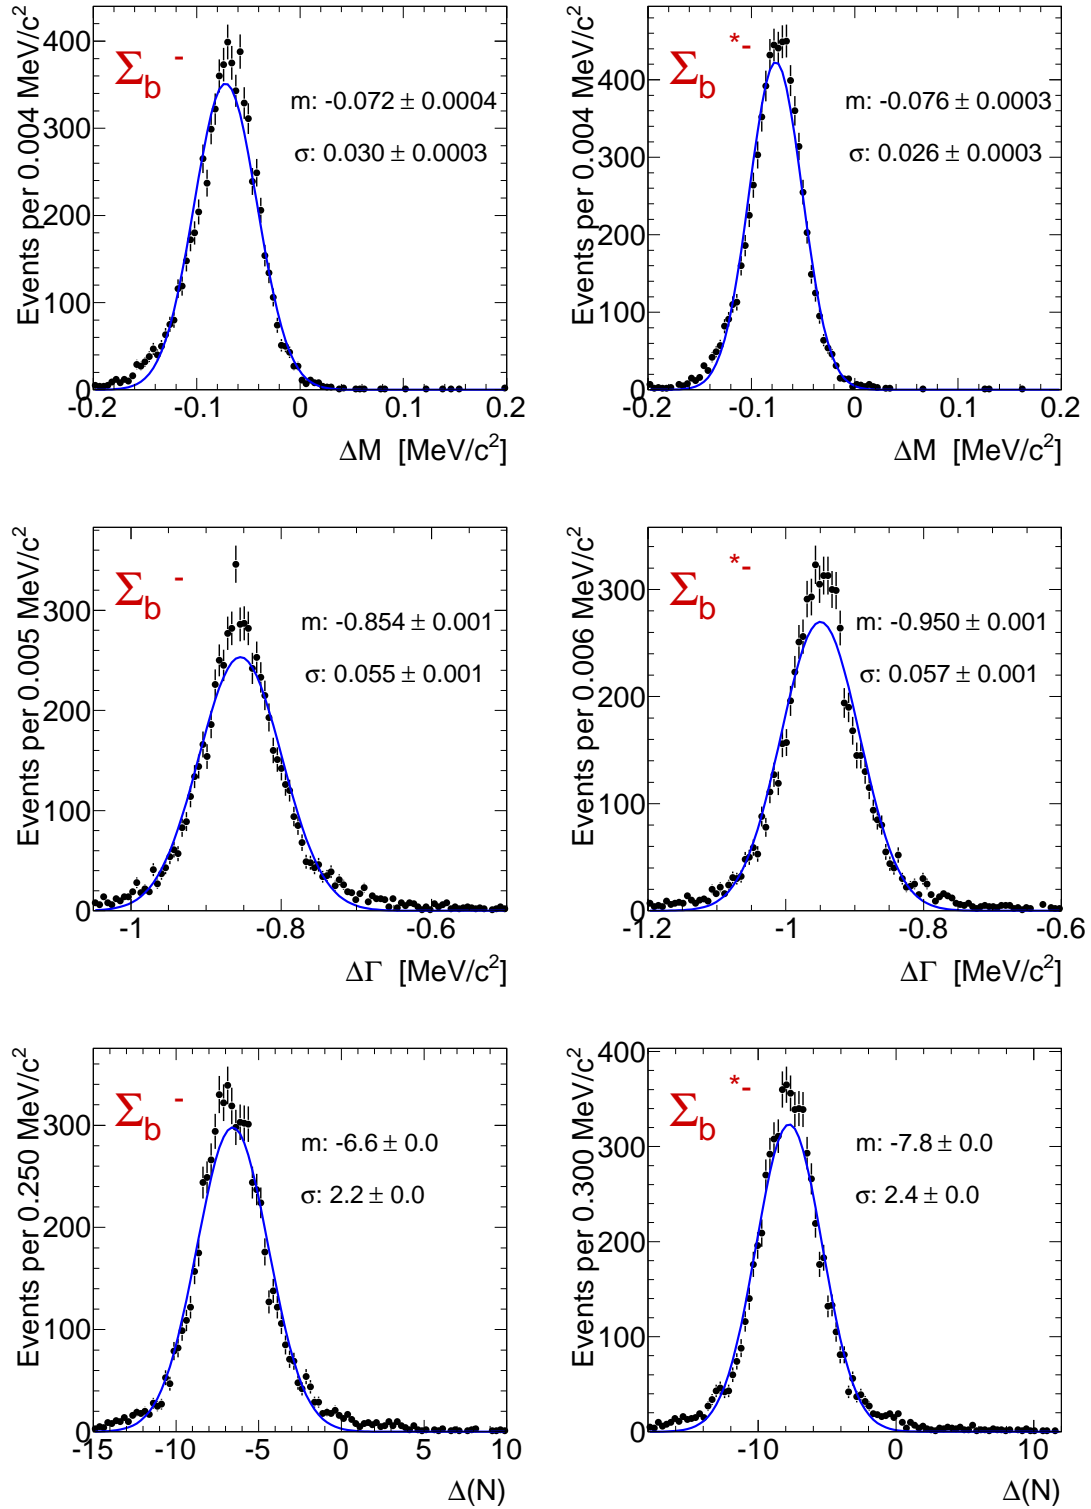 Events per 0.004 MeV/c²
400
300
200
100
0
Σb -
m: -0.072 ± 0.0004
σ: 0.030 ± 0.0003
-0.2 -0.1 0 0.1 0.2
ΔM [MeV/c²]
Events per 0.004 MeV/c²
400
300
200
100
0
Σb *-
m: -0.076 ± 0.0003
σ: 0.026 ± 0.0003
-0.2 -0.1 0 0.1 0.2
ΔM [MeV/c²]
Events per 0.005 MeV/c²
300
200
100
0
Σb -
m: -0.854 ± 0.001
σ: 0.055 ± 0.001
-1 -0.8 -0.6
ΔΓ [MeV/c²]
Events per 0.006 MeV/c²
300
200
100
0
Σb *-
m: -0.950 ± 0.001
σ: 0.057 ± 0.001
-1.2 -1 -0.8 -0.6
ΔΓ [MeV/c²]
Events per 0.250 MeV/c²
300
200
100
0
Σb -
m: -6.6 ± 0.0
σ: 2.2 ± 0.0
-15 -10 -5 0 5 10
Δ(N)
Events per 0.300 MeV/c²
400
300
200
100
0
Σb *-
m: -7.8 ± 0.0
σ: 2.4 ± 0.0
-10 0 10
Δ(N)